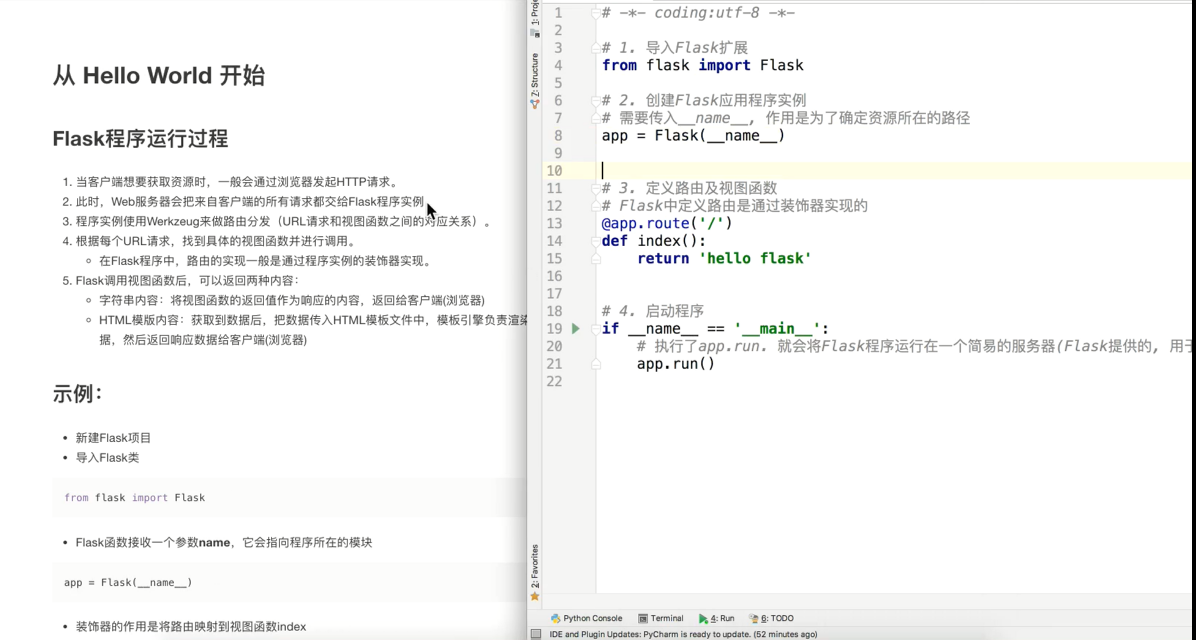 从 Hello World 开始
Flask程序运行过程
1. 当客户端想要获取资源时，一般会通过浏览器发起HTTP请求。
2. 此时，Web服务器会把来自客户端的所有请求都交给Flask程序实例
3. 程序实例使用Werkzeug来做路由分发（URL请求和视图函数之间的对应关系）。
4. 根据每个URL请求，找到具体的视图函数并进行调用。
在Flask程序中，路由的实现一般是通过程序实例的装饰器实现。
5. Flask调用视图函数后，可以返回两种内容：
字符串内容：将视图函数的返回值作为响应的内容，返回给客户端(浏览器)
HTML模版内容：获取到数据后，把数据传入HTML模板文件中，模板引擎负责渲染
据，然后返回响应数据给客户端(浏览器)
示例：
• 新建Flask项目
• 导入Flask类
from flask import Flask
• Flask函数接收一个参数name，它会指向程序所在的模块
app = Flask(__name__)
• 装饰器的作用是将路由映射到视图函数index
1: Proje
7: Structure
2: Favorites
1 # -*- coding:utf-8 -*-
2
3 # 1. 导入Flask扩展
4 from flask import Flask
5
6 # 2. 创建Flask应用程序实例
7 # 需要传入__name__, 作用是为了确定资源所在的路径
8 app = Flask(__name__)
9
10
11 # 3. 定义路由及视图函数
12 # Flask中定义路由是通过装饰器实现的
13 @app.route('/')
14 def index():
15     return 'hello flask'
16
17
18 # 4. 启动程序
19 if __name__ == '__main__':
20     # 执行了app.run. 就会将Flask程序运行在一个简易的服务器(Flask提供的, 用于
21     app.run()
22
Python Console Terminal 4: Run 6: TODO
IDE and Plugin Updates: PyCharm is ready to update. (52 minutes ago)